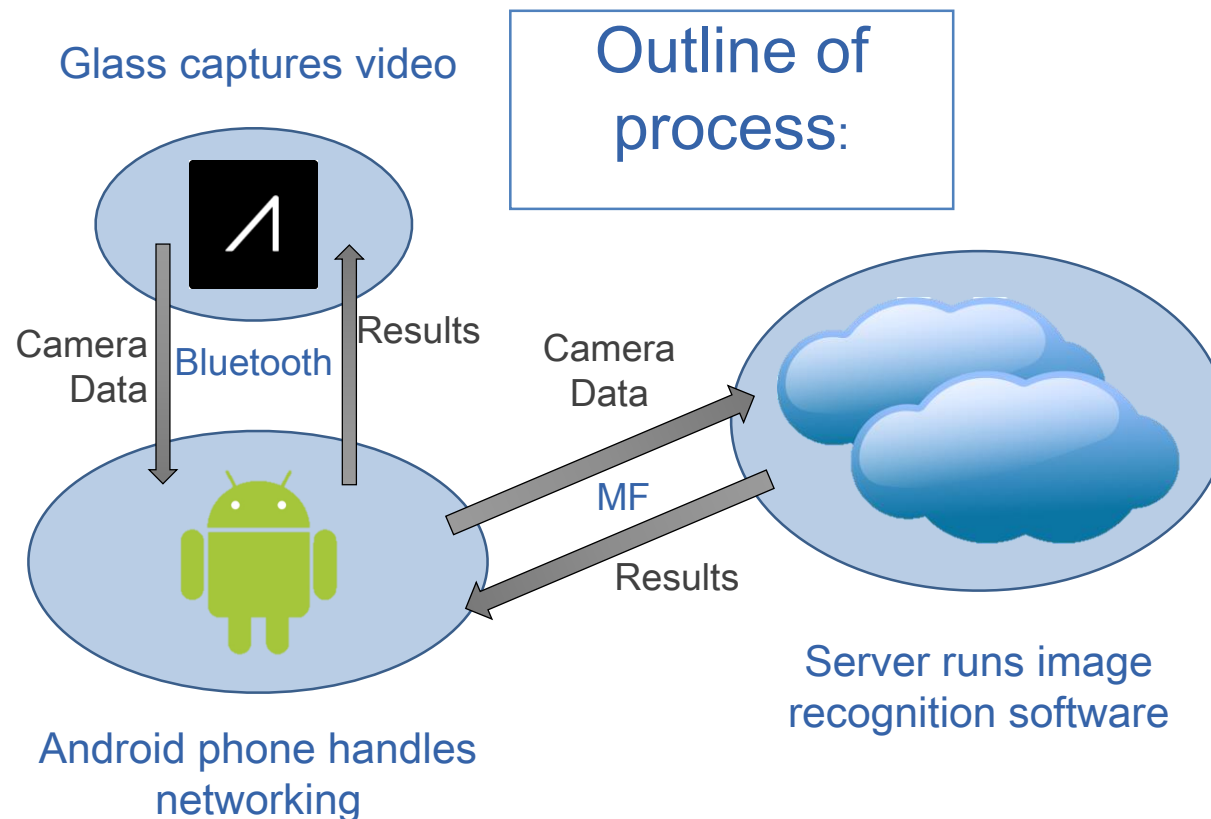 Glass captures video
Outline of
process:
Camera
Data
Bluetooth
Results
Camera
Data
MF
Results
Server runs image
recognition software
Android phone handles
networking